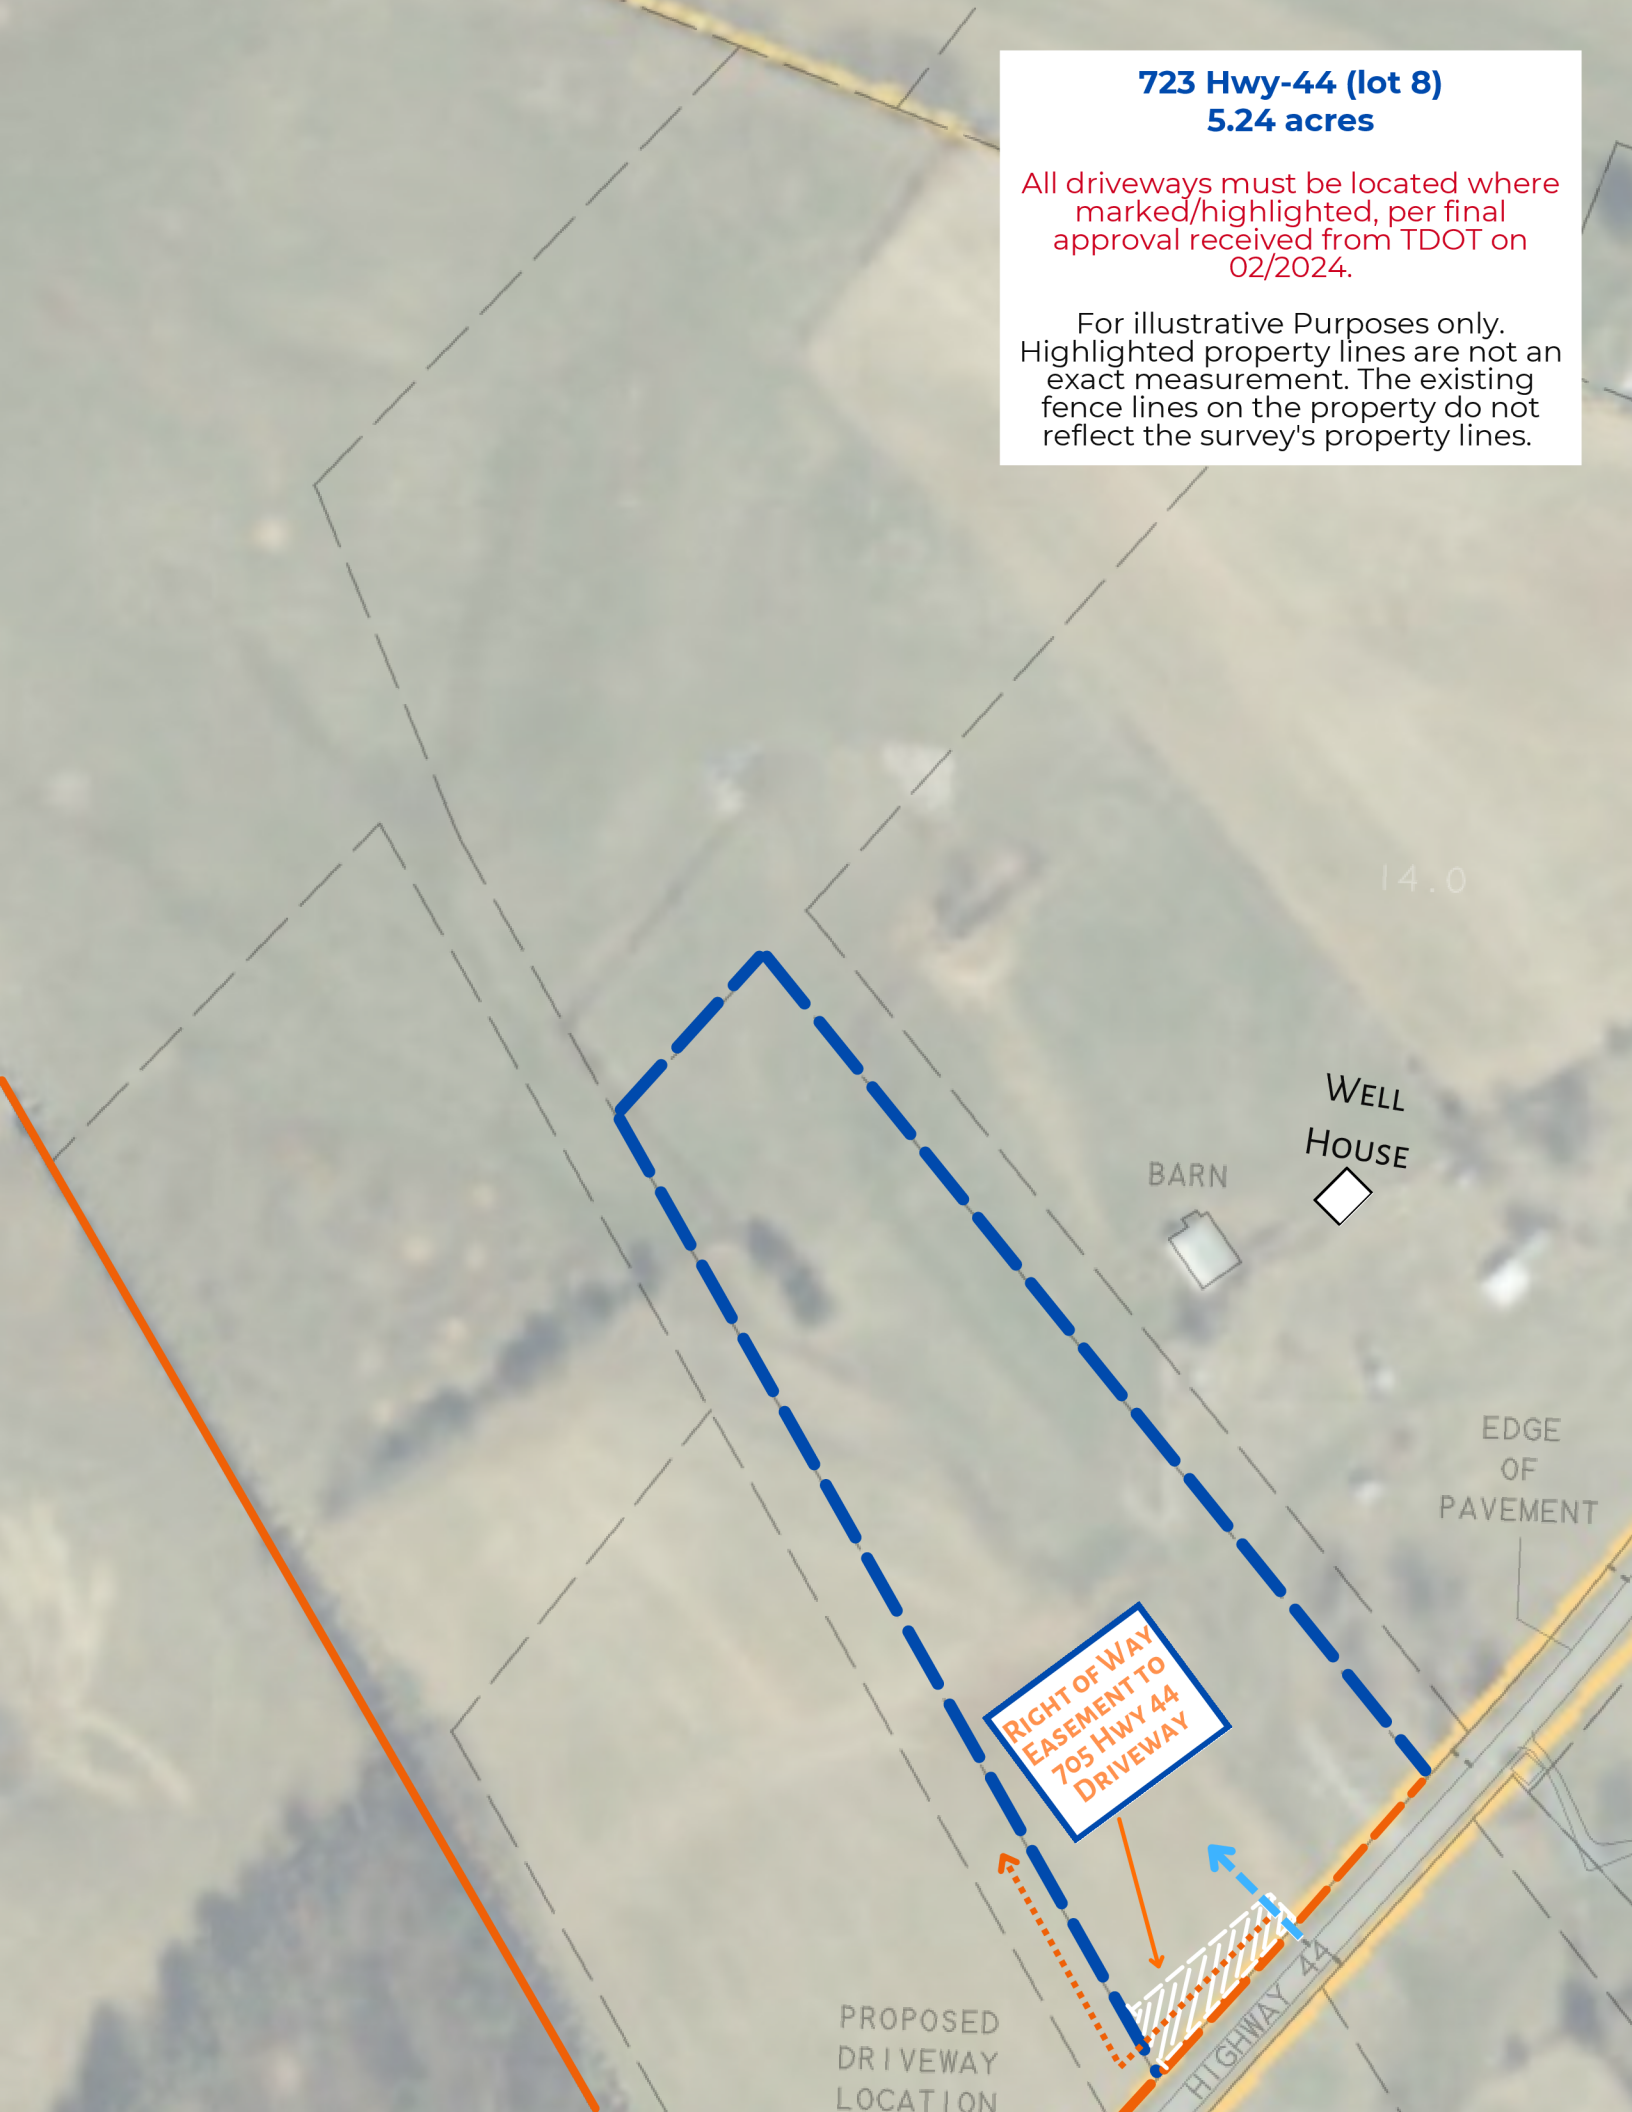 723 Hwy-44 (lot 8)
5.24 acres
All driveways must be located where
marked/highlighted, per final
approval received from TDOT on
02/2024.
For illustrative Purposes only.
Highlighted property lines are not an
exact measurement. The existing
fence lines on the property do not
reflect the survey's property lines.
14.0
Well
House
BARN
EDGE
OF
PAVEMENT
Right of Way
Easement to
705 Hwy 44
Driveway
HIGHWAY 44
PROPOSED
DRIVEWAY
LOCATION